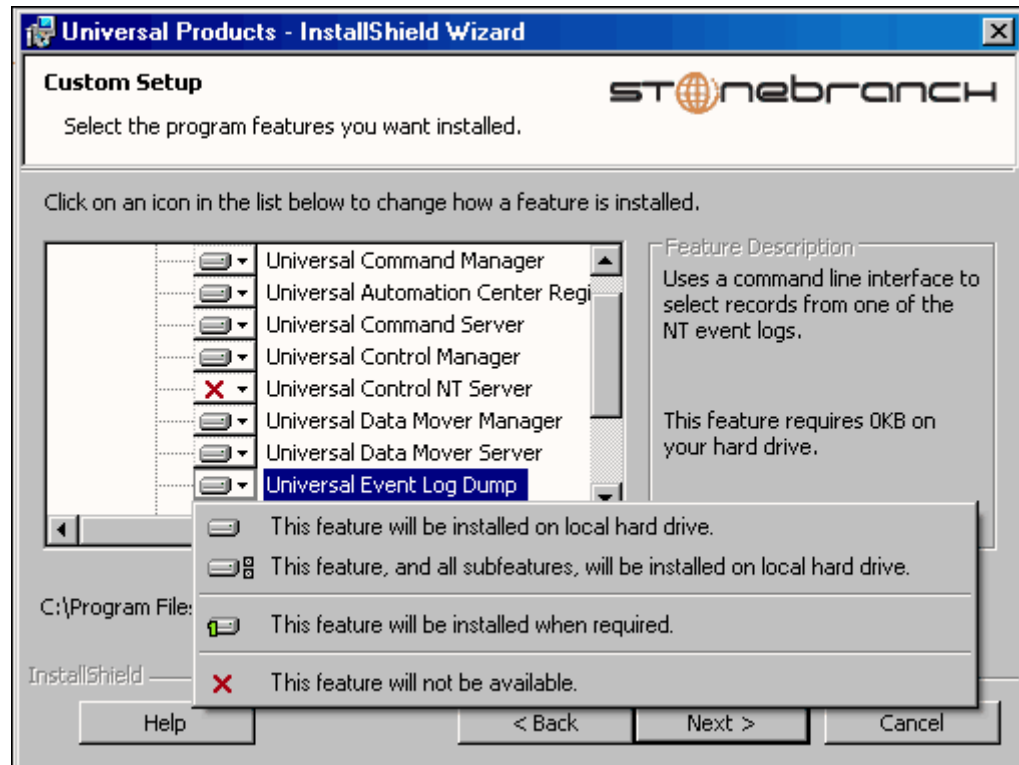 Universal Products - InstallShield Wizard
Custom Setup
STONEBRANCH
Select the program features you want installed.
Click on an icon in the list below to change how a feature is installed.
Universal Command Manager
Universal Automation Center Regi
Universal Command Server
Universal Control Manager
Universal Control NT Server
Universal Data Mover Manager
Universal Data Mover Server
Universal Event Log Dump
Feature Description
Uses a command line interface to
select records from one of the
NT event logs.
This feature requires 0KB on
your hard drive.
This feature will be installed on local hard drive.
This feature, and all subfeatures, will be installed on local hard drive.
This feature will be installed when required.
This feature will not be available.
C:\Program File
InstallShield
Help
< Back
Next >
Cancel